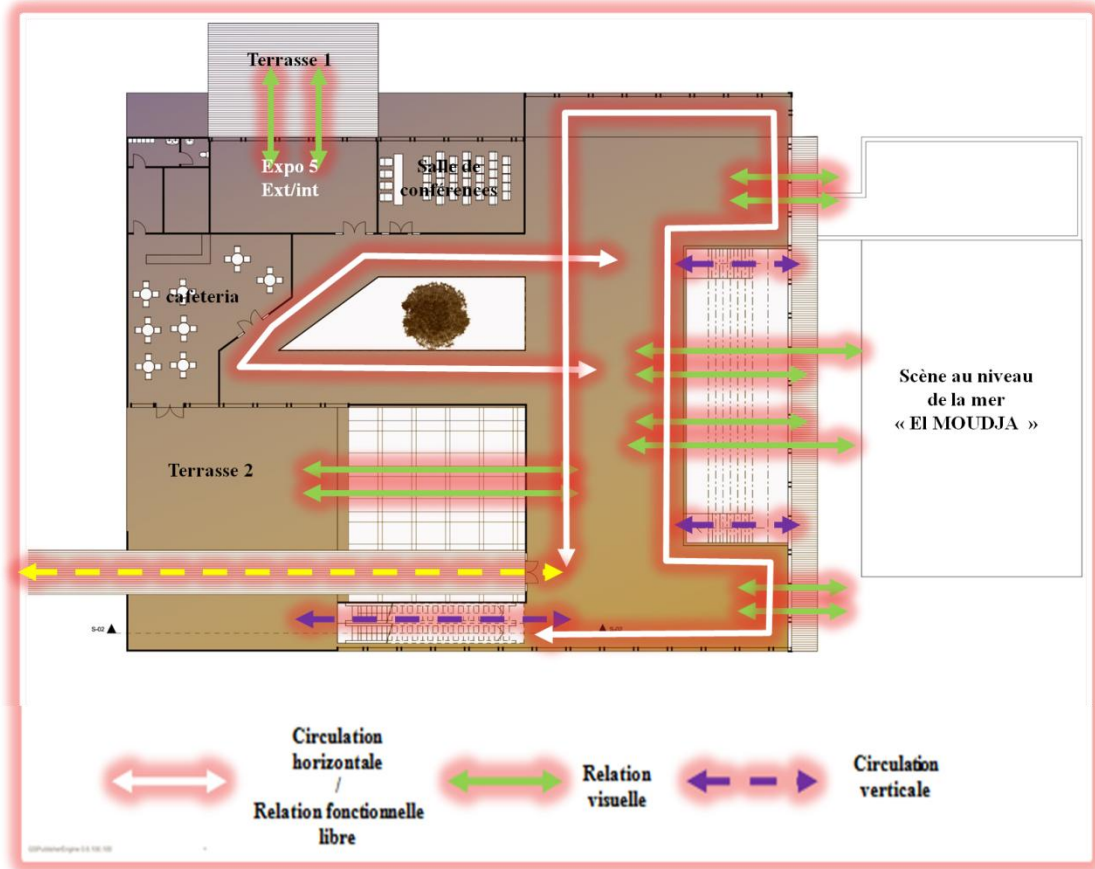 Terrasse 1
Expo 5
Ext/int
Salle de
conférences
caféteria
Scène au niveau
de la mer
« El MOUDJA »
Terrasse 2
S-02
Circulation
horizontale
/
Relation fonctionnelle
libre
Relation
visuelle
Circulation
verticale